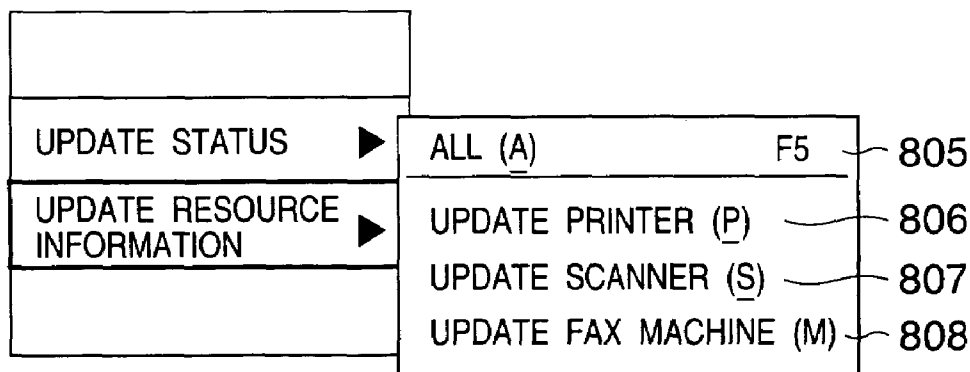 UPDATE STATUS ▶
UPDATE RESOURCE
INFORMATION ▶
ALL (A) F5 805
UPDATE PRINTER (P) 806
UPDATE SCANNER (S) 807
UPDATE FAX MACHINE (M) 808